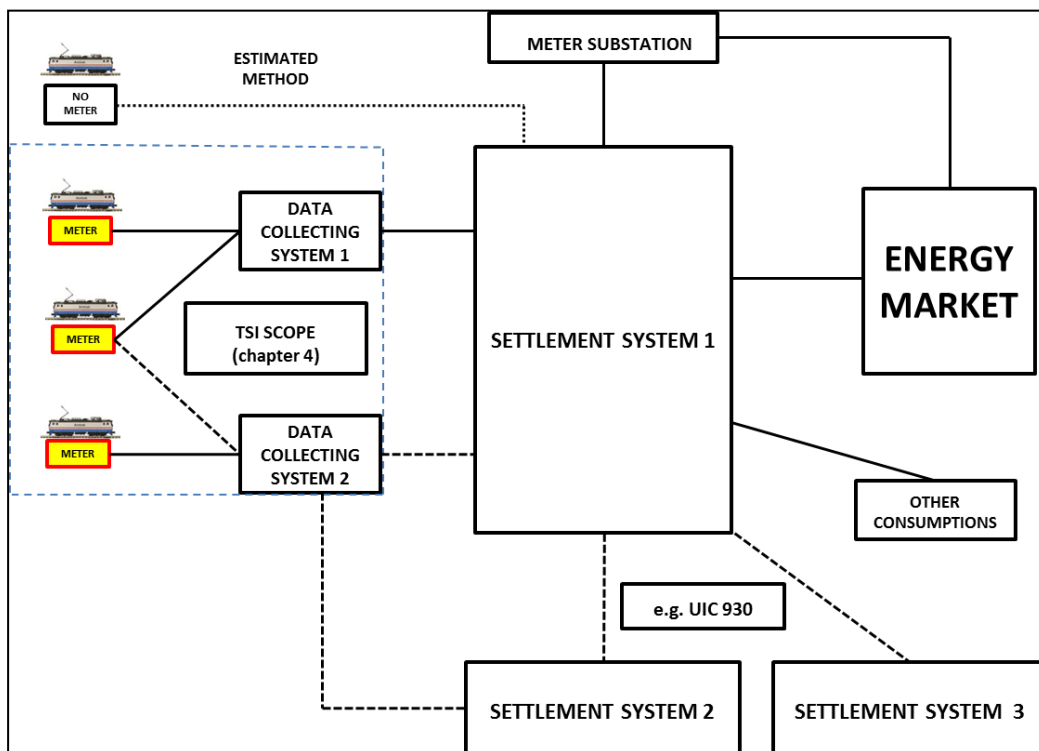 METER SUBSTATION
ESTIMATED
METHOD
NO
METER
METER
DATA
COLLECTING
SYSTEM 1
ENERGY
MARKET
METER
TSI SCOPE
(chapter 4)
SETTLEMENT SYSTEM 1
METER
DATA
COLLECTING
SYSTEM 2
OTHER
CONSUMPTIONS
e.g. UIC 930
SETTLEMENT SYSTEM 2
SETTLEMENT SYSTEM 3